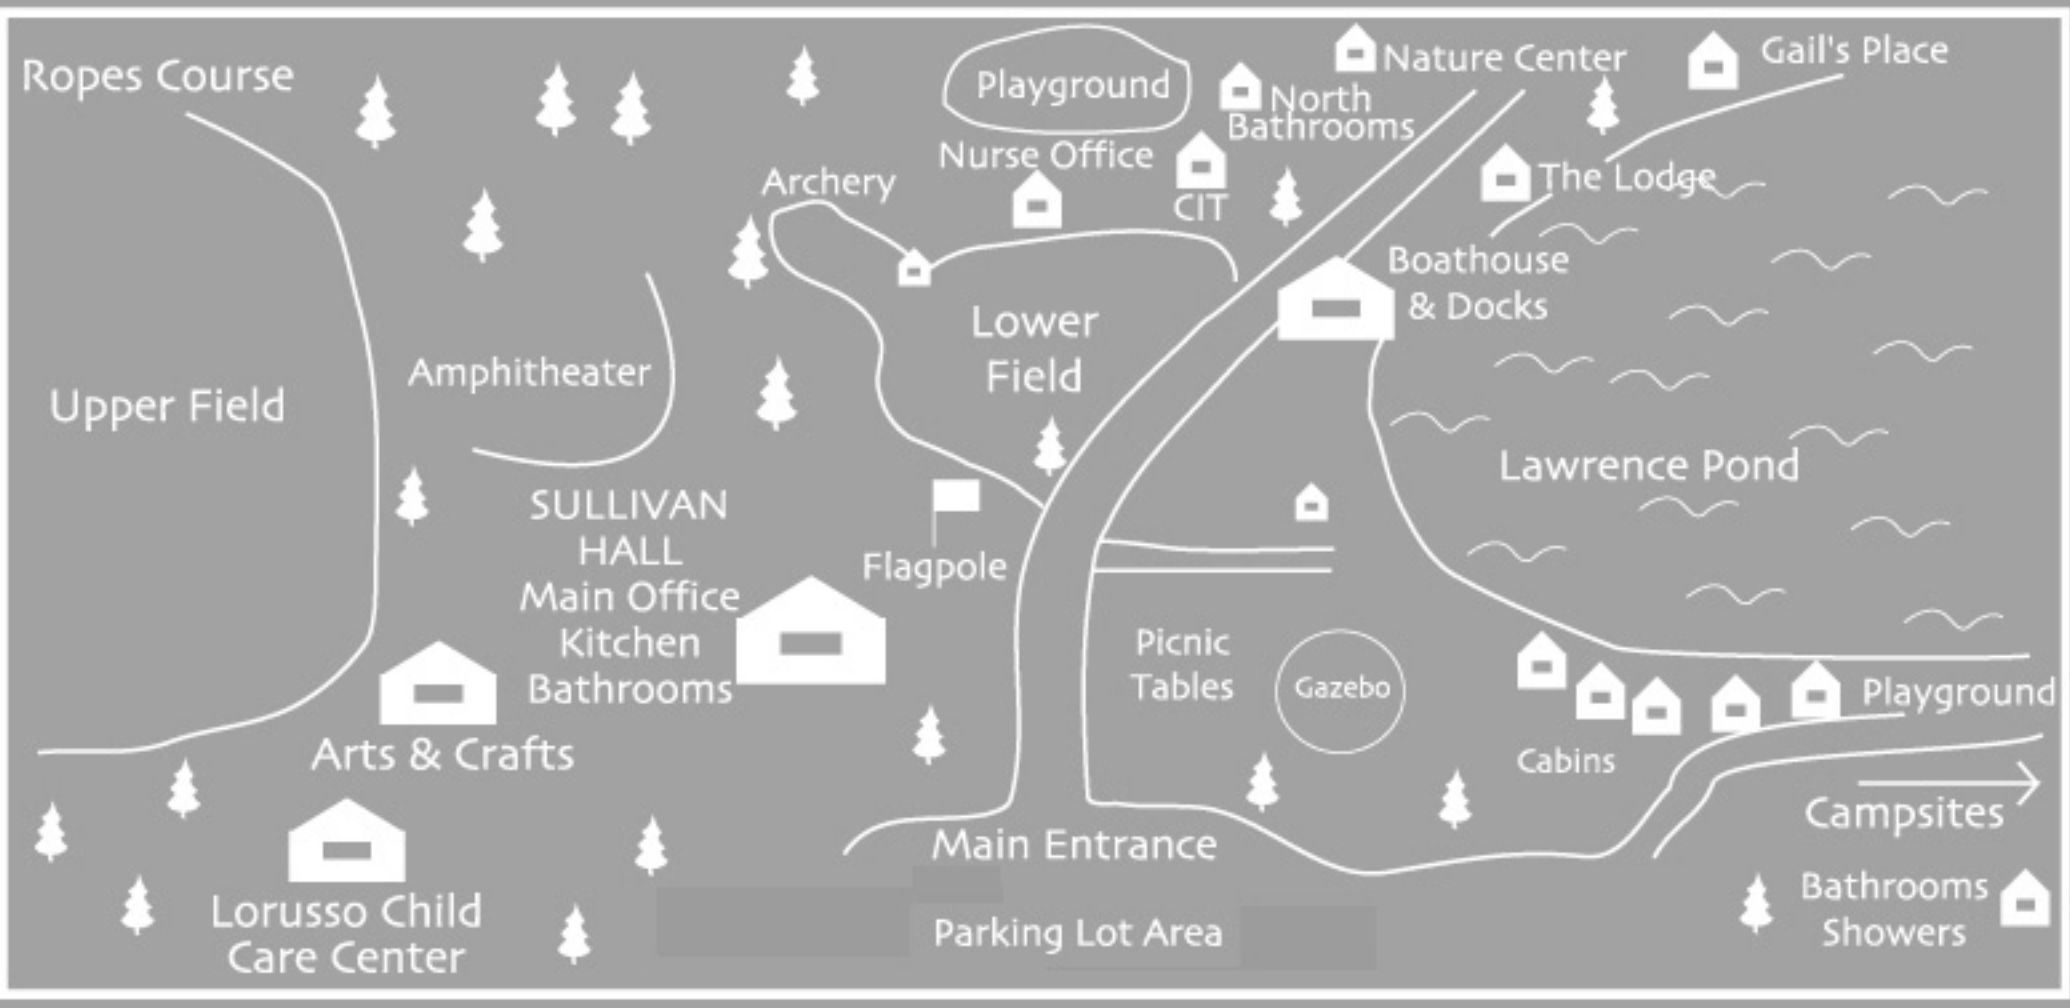 Ropes Course
Playground
Nature Center
Gail's Place
North
Bathrooms
Nurse Office
Archery
CIT
The Lodge
Boathouse
& Docks
Lower
Field
Amphitheater
Upper Field
Lawrence Pond
SULLIVAN
HALL
Main Office
Kitchen
Bathrooms
Flagpole
Picnic
Tables
Gazebo
Playground
Arts & Crafts
Cabins
Campsites
Main Entrance
Lorusso Child
Care Center
Parking Lot Area
Bathrooms
Showers